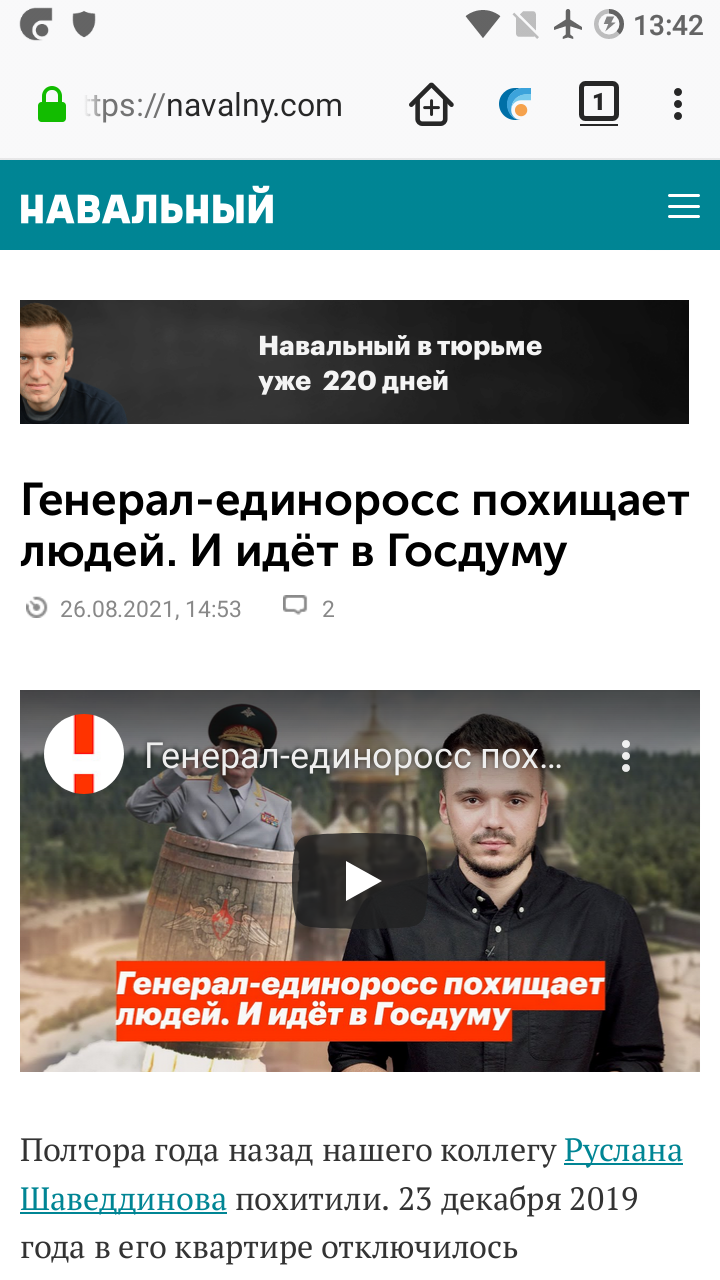 13:42
ttps://navalny.com
1
НАВАЛЬНЫЙ
Навальный в тюрьме
уже 220 дней
Генерал-единоросс похищает
людей. И идёт в Госдуму
26.08.2021, 14:53 2
Генерал-единоросс пох...
Генерал-единоросс похищает
людей. И идёт в Госдуму
Полтора года назад нашего коллегу Руслана
Шаведдинова похитили. 23 декабря 2019
года в его квартире отключилось